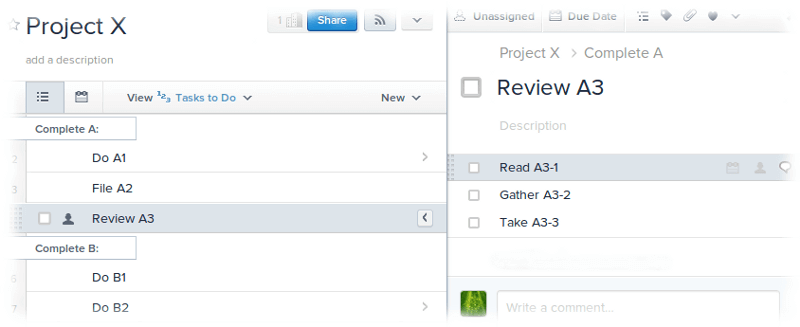 Project X
1 Share
add a description
View 123 Tasks to Do
New
Complete A:
2 Do A1
3 File A2
Review A3
Complete B:
6 Do B1
7 Do B2
Unassigned Due Date
Project X > Complete A
Review A3
Description
Read A3-1
Gather A3-2
Take A3-3
Write a comment...